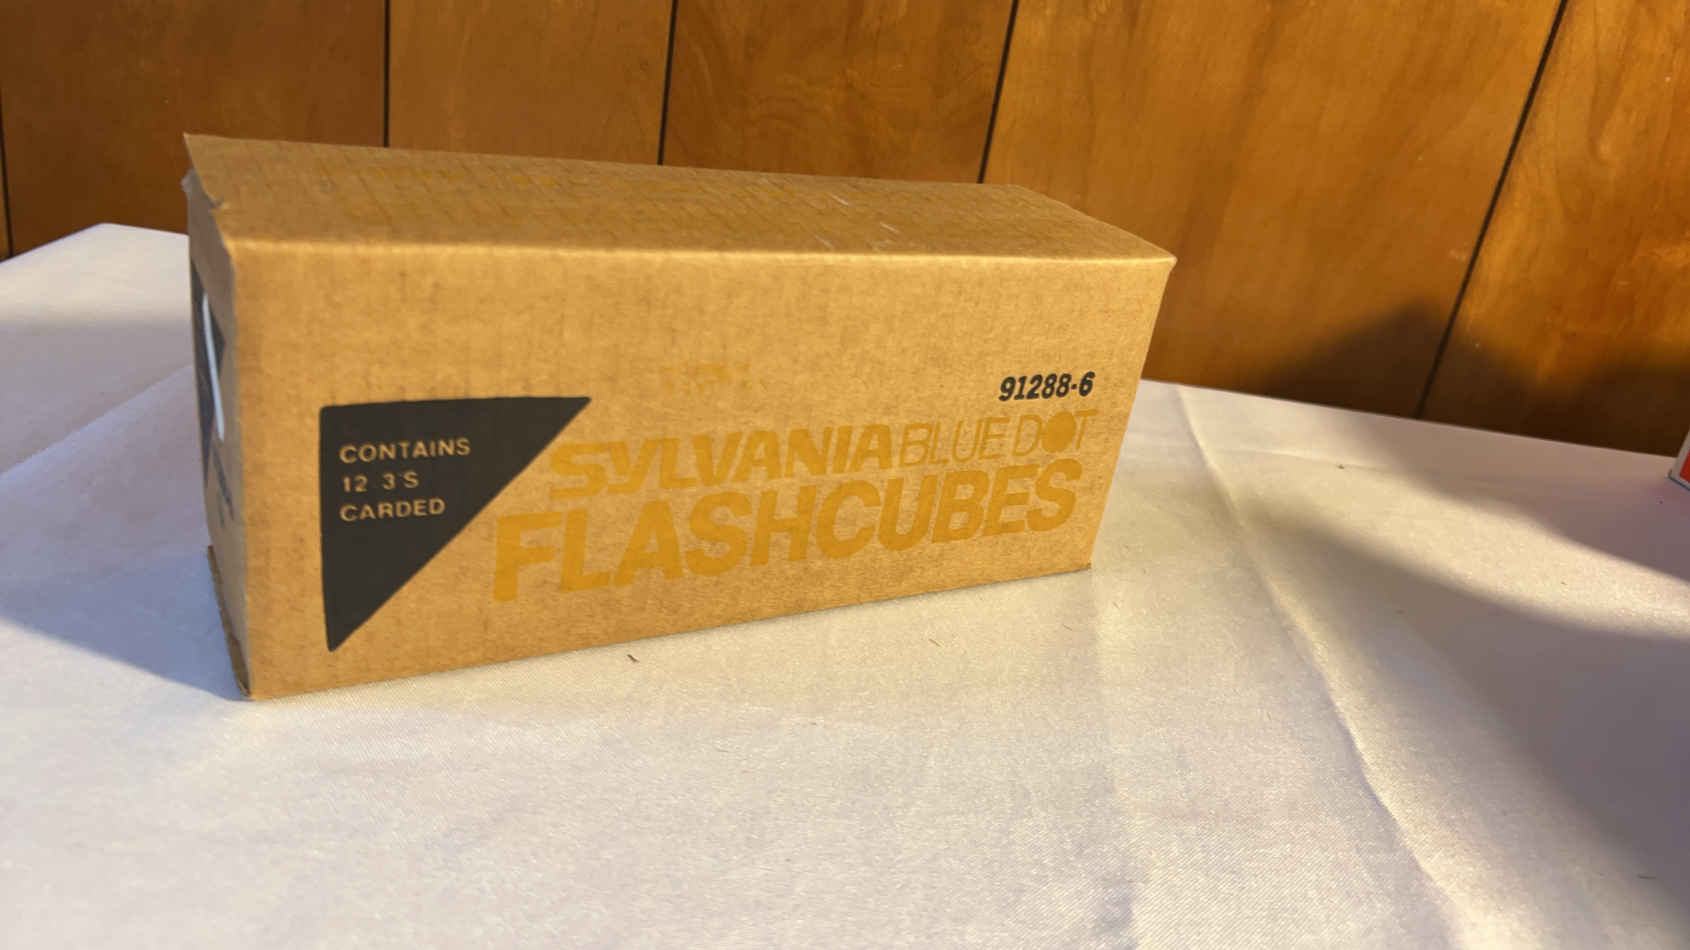 CONTAINS
12 3'S
CARDED
91288-6
SYLVANIA BLUE DOT
FLASHCUBES